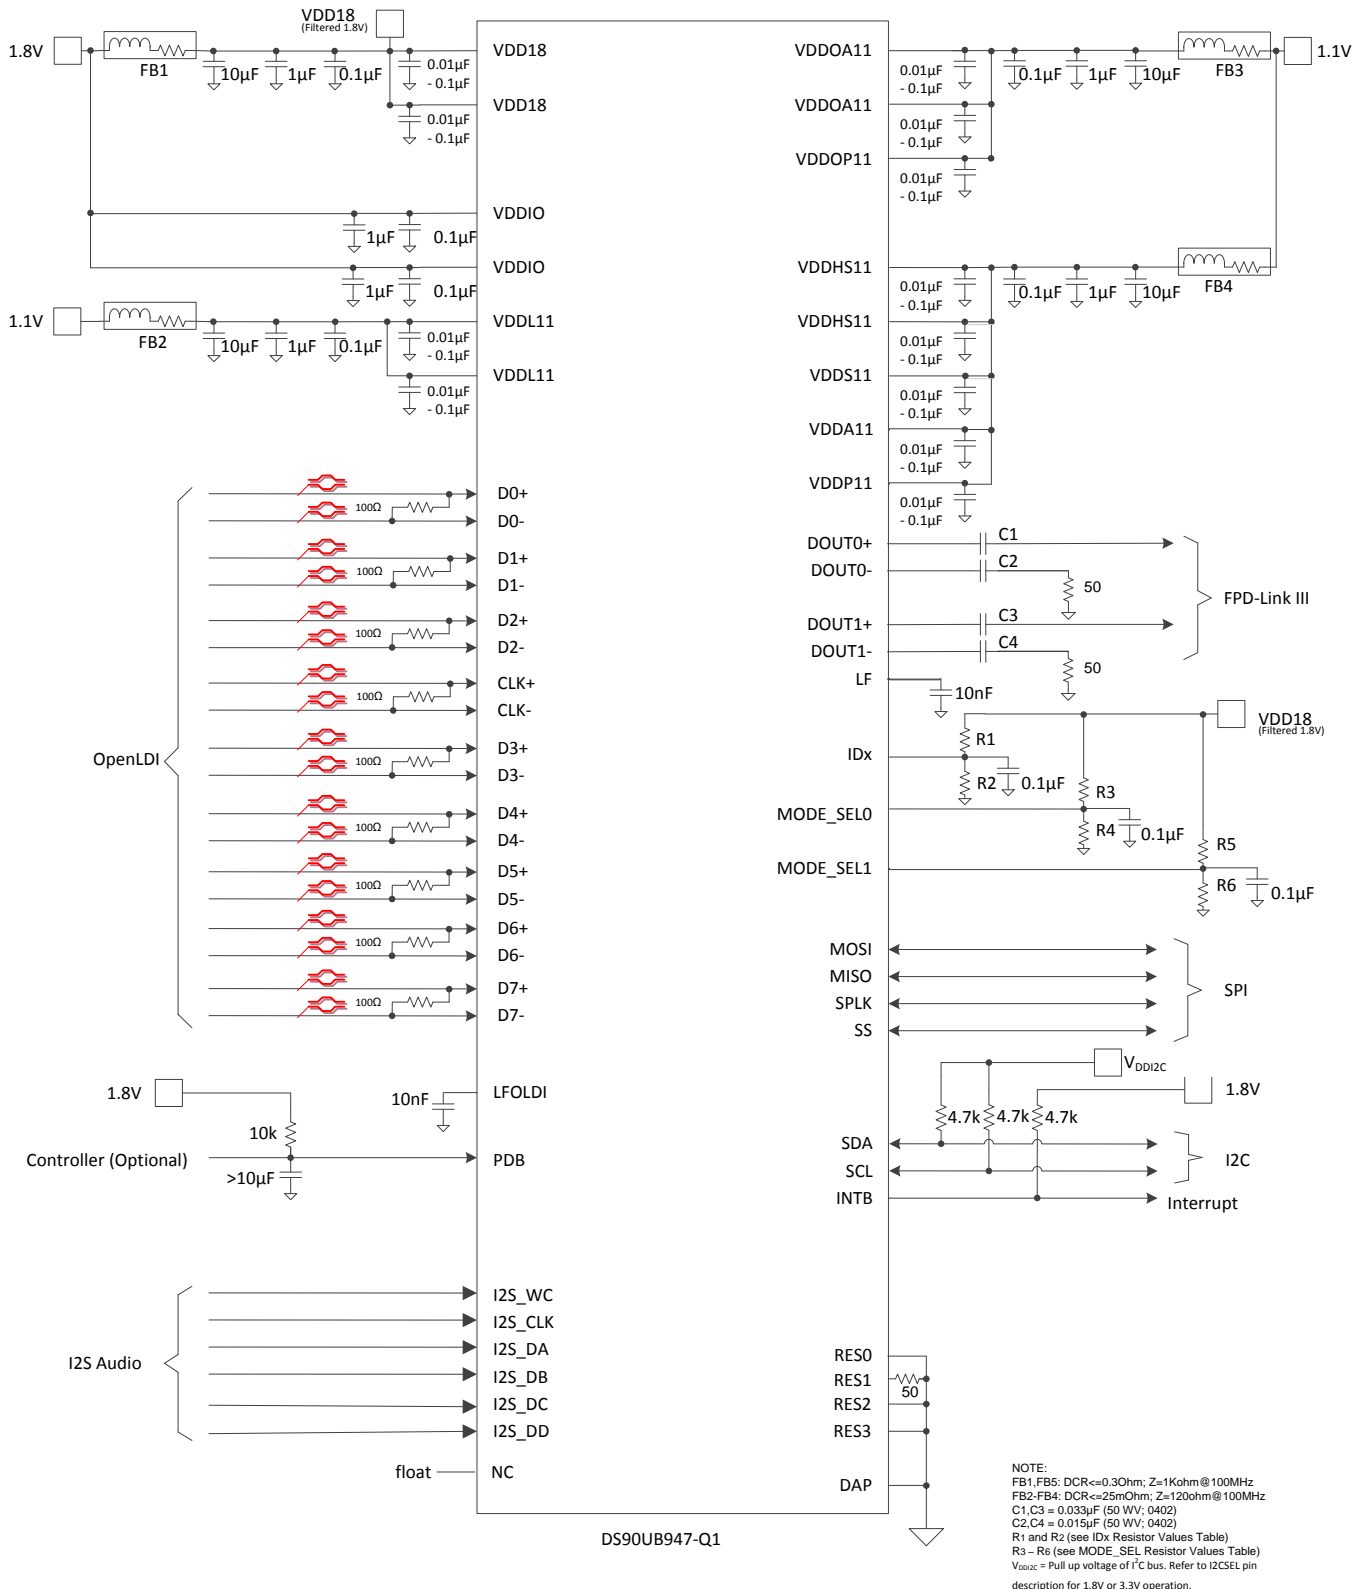 VDD18
(Filtered 1.8V)
1.8V
FB1
10µF
1µF
0.1µF
0.01µF
- 0.1µF
VDD18
0.01µF
- 0.1µF
VDD18
1µF
0.1µF
VDDIO
1µF
0.1µF
VDDIO
1.1V
FB2
10µF
1µF
0.1µF
0.01µF
- 0.1µF
VDDL11
0.01µF
- 0.1µF
VDDL11
OpenLDI
100Ω
D0+
D0-
100Ω
D1+
D1-
100Ω
D2+
D2-
100Ω
CLK+
CLK-
100Ω
D3+
D3-
100Ω
D4+
D4-
100Ω
D5+
D5-
100Ω
D6+
D6-
100Ω
D7+
D7-
1.8V
10nF
LFOLDI
10k
Controller (Optional)
>10µF
PDB
I2S Audio
I2S_WC
I2S_CLK
I2S_DA
I2S_DB
I2S_DC
I2S_DD
float
NC
VDDOA11
0.01µF
- 0.1µF
0.1µF
1µF
10µF
FB3
1.1V
VDDOA11
0.01µF
- 0.1µF
VDDOP11
0.01µF
- 0.1µF
VDDHS11
0.01µF
- 0.1µF
0.1µF
1µF
10µF
FB4
VDDHS11
0.01µF
- 0.1µF
VDDS11
0.01µF
- 0.1µF
VDDA11
0.01µF
- 0.1µF
VDDP11
0.01µF
- 0.1µF
DOUT0+
C1
DOUT0-
C2
50
DOUT1+
C3
DOUT1-
C4
50
FPD-Link III
LF
10nF
VDD18
(Filtered 1.8V)
IDx
R1
R2
0.1µF
MODE_SEL0
R3
R4
0.1µF
MODE_SEL1
R5
R6
0.1µF
MOSI
MISO
SPLK
SS
SPI
VDDI2C
1.8V
4.7k
4.7k
4.7k
SDA
SCL
I2C
INTB
Interrupt
RES0
RES1
50
RES2
RES3
DAP
DS90UB947-Q1
NOTE:
FB1,FB5: DCR<=0.3Ohm; Z=1Kohm@100MHz
FB2-FB4: DCR<=25mOhm; Z=120ohm@100MHz
C1,C3 = 0.033µF (50 WV; 0402)
C2,C4 = 0.015µF (50 WV; 0402)
R1 and R2 (see IDx Resistor Values Table)
R3 – R6 (see MODE_SEL Resistor Values Table)
VDDI2C = Pull up voltage of I2C bus. Refer to I2CSEL pin
description for 1.8V or 3.3V operation.